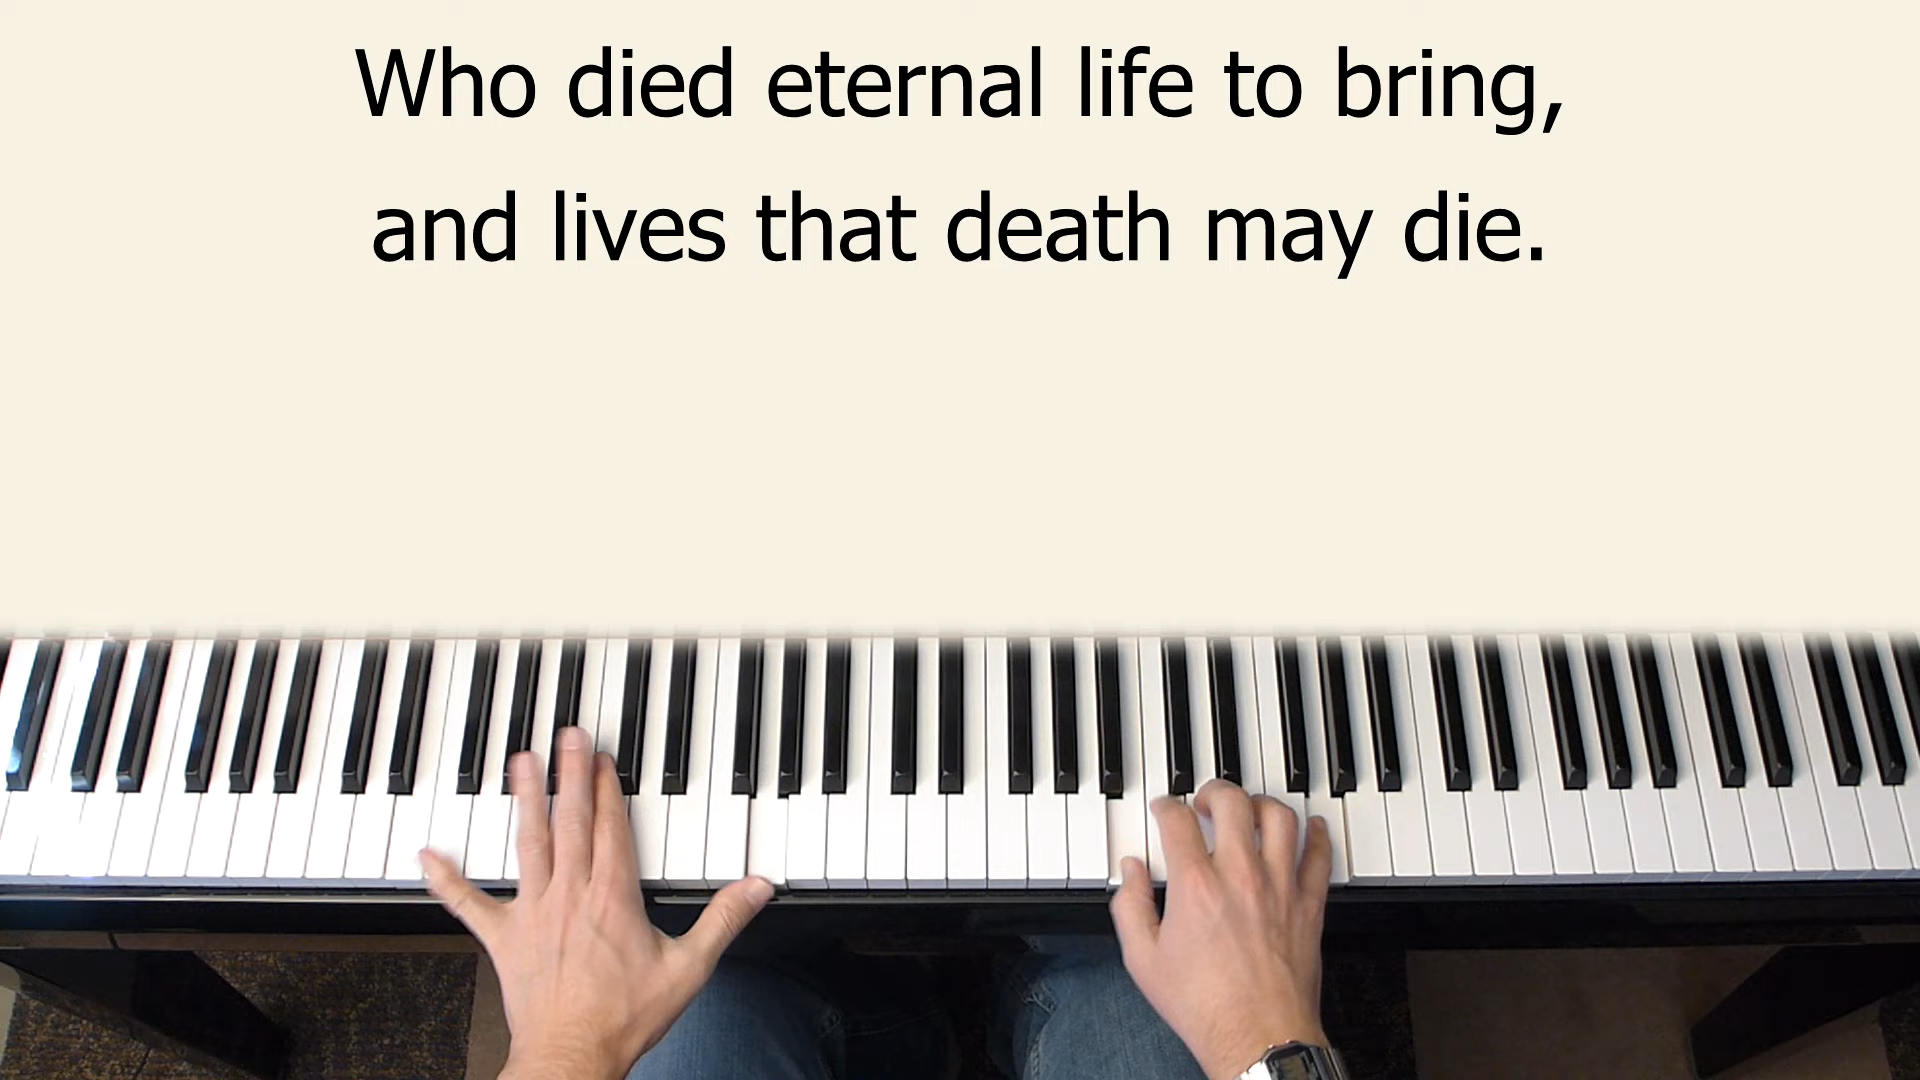 Who died eternal life to bring,
and lives that death may die.